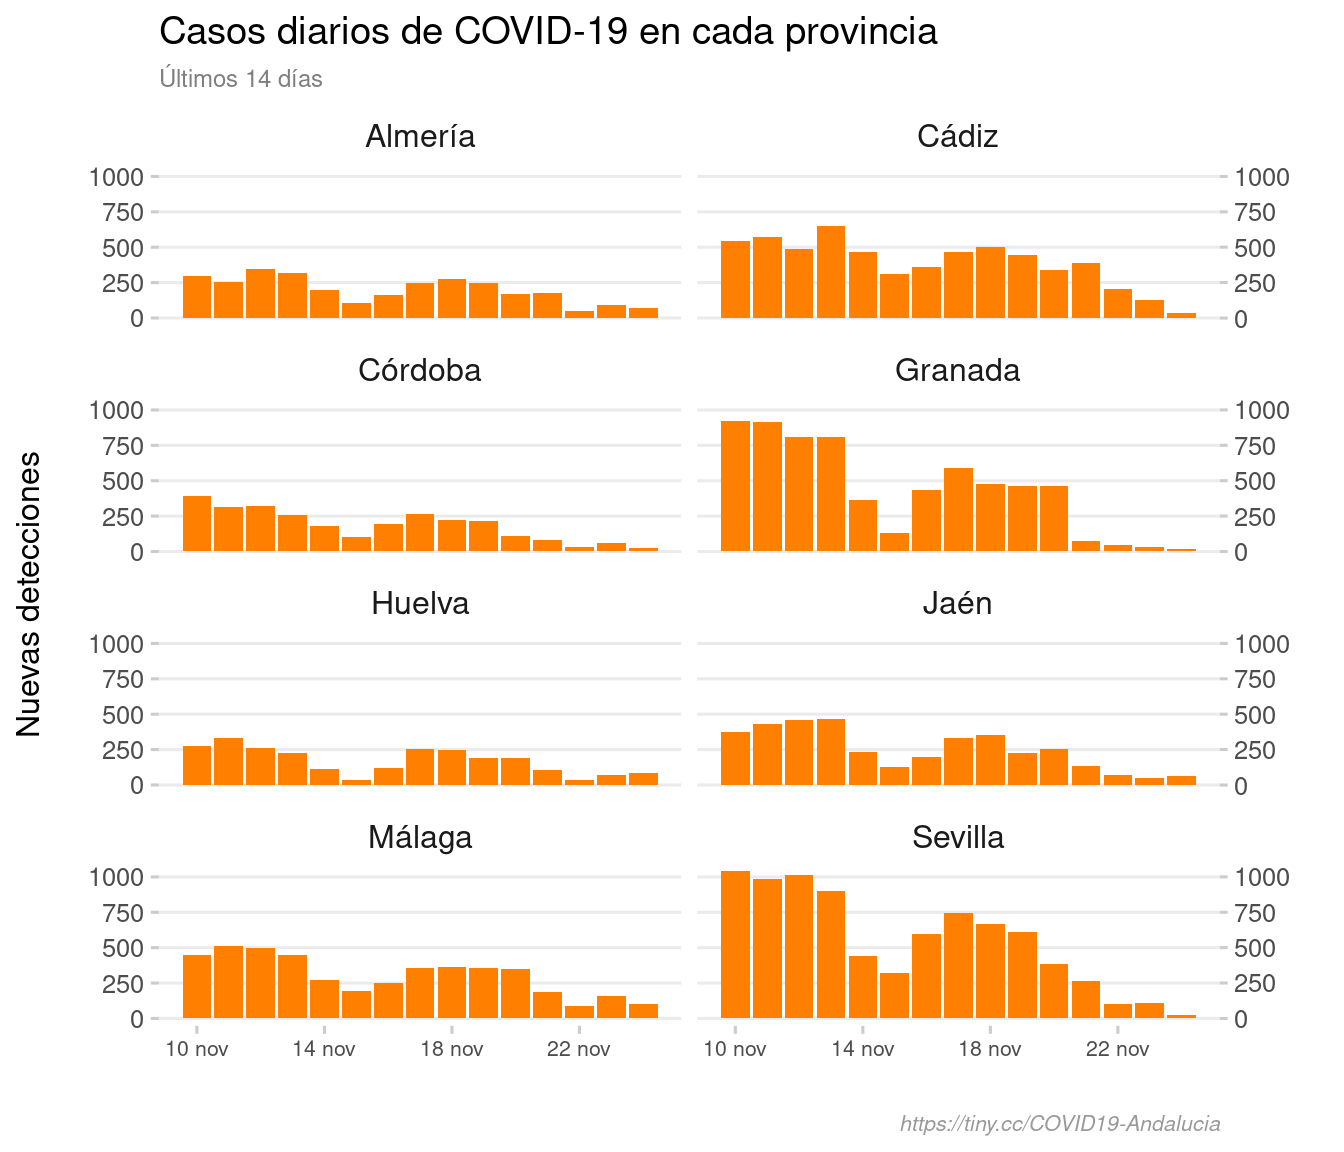 Casos diarios de COVID-19 en cada provincia
Últimos 14 días
Nuevas detecciones
Almería
Cádiz
1000
750
500
250
0
1000
750
500
250
0
Córdoba
Granada
1000
750
500
250
0
1000
750
500
250
0
Huelva
Jaén
1000
750
500
250
0
1000
750
500
250
0
Málaga
Sevilla
1000
750
500
250
0
1000
750
500
250
0
10 nov 14 nov 18 nov 22 nov
10 nov 14 nov 18 nov 22 nov
https://tiny.cc/COVID19-Andalucia